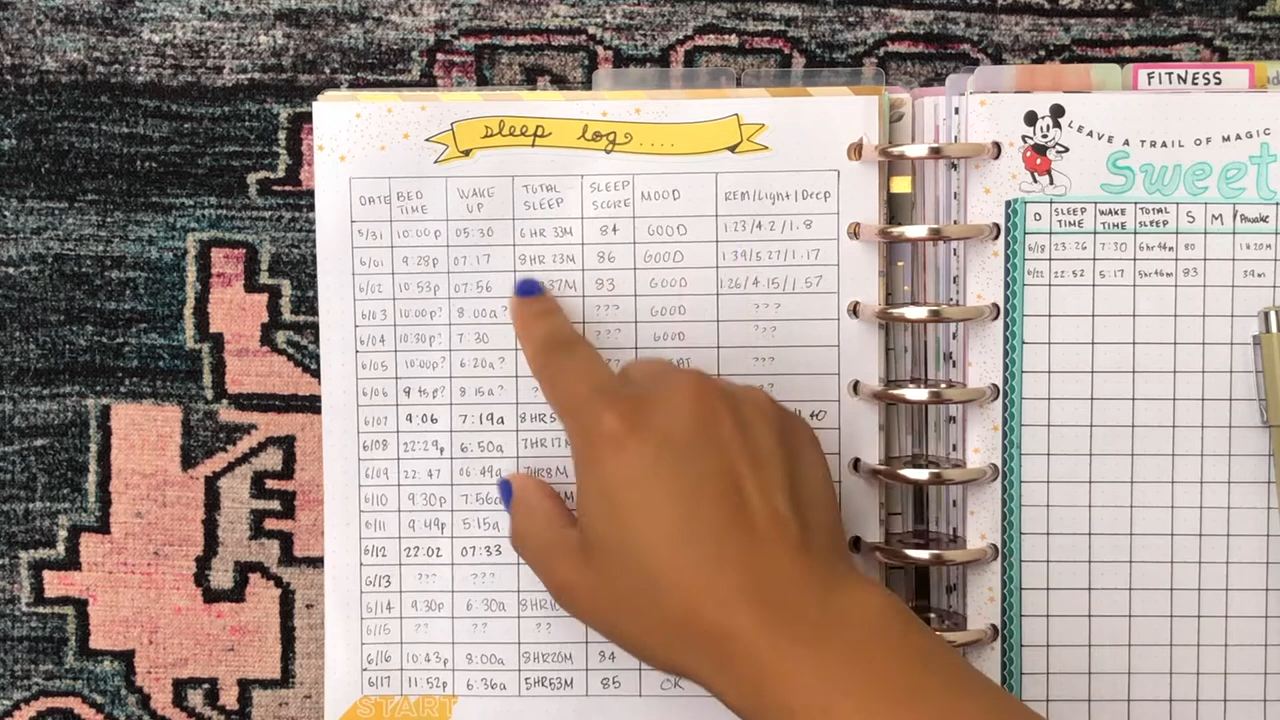 FITNESS
sleep log....
DATE BED TIME WAKE UP TOTAL SLEEP SLEEP SCORE MOOD REM/Light/Deep
5/31 10:00p 05:30 6 HR 33M 84 GOOD 1.23/4.2/1.8
6/01 9:28p 07:17 8HR 23M 86 GOOD 1.39/5.27/1.17
6/02 10:53p 07:56 37M 83 GOOD 1.26/4.15/1.57
6/03 10:00p? 8:00a? ??? GOOD ???
6/04 10:30p? 7:30 ??? GOOD ???
6/05 10:00p? 6:20a? ???
6/06 9:45p? 8:15a?
6/07 9:06 7:19a 8HR
6/08 22:29p 6:50a 7HR17
6/09 22:47 06:49a 7HR8M
6/10 9:30p 7:56a
6/11 9:49p 5:15a
6/12 22:02 07:33
6/13 ??? ???
6/14 9:30p 6:30a 8HR
6/15 ?? ?? ??
6/16 10:43p 8:00a 8HR20M 84
6/17 11:52p 6:36a 5HR53M 85 OK
START
LEAVE A TRAIL OF MAGIC
Sweet
D SLEEP TIME WAKE TIME TOTAL SLEEP S M Awake
6/18 23:26 7:30 6hr44m 80 1H20M
6/22 22:52 5:17 5hr46m 83 39m